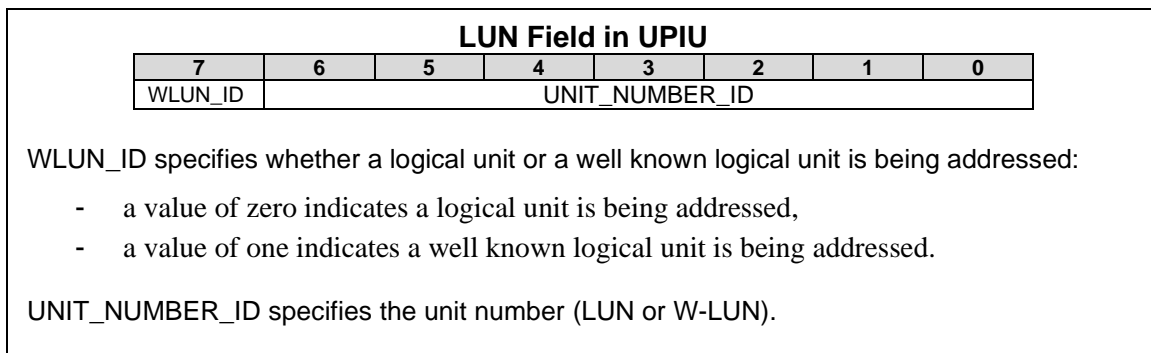 LUN Field in UPIU
7 6 5 4 3 2 1 0
WLUN_ID UNIT_NUMBER_ID
WLUN_ID specifies whether a logical unit or a well known logical unit is being addressed:
- a value of zero indicates a logical unit is being addressed,
- a value of one indicates a well known logical unit is being addressed.
UNIT_NUMBER_ID specifies the unit number (LUN or W-LUN).